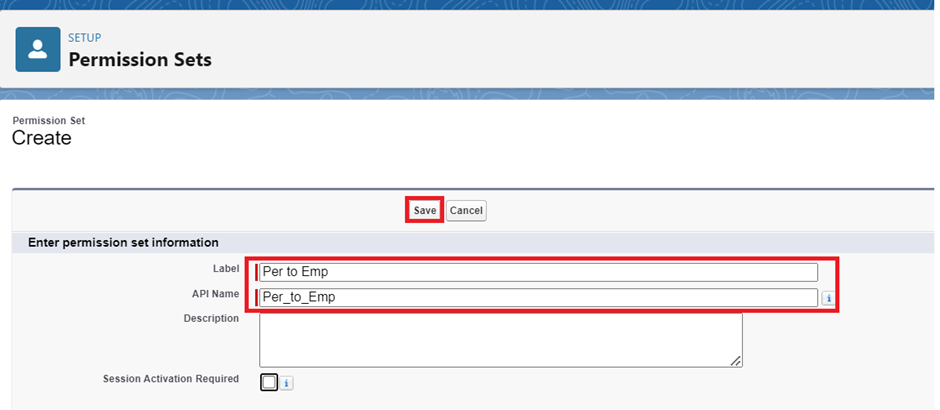 SETUP
Permission Sets
Permission Set
Create
Save Cancel
Enter permission set information
Label Per to Emp
API Name Per_to_Emp i
Description
Session Activation Required i